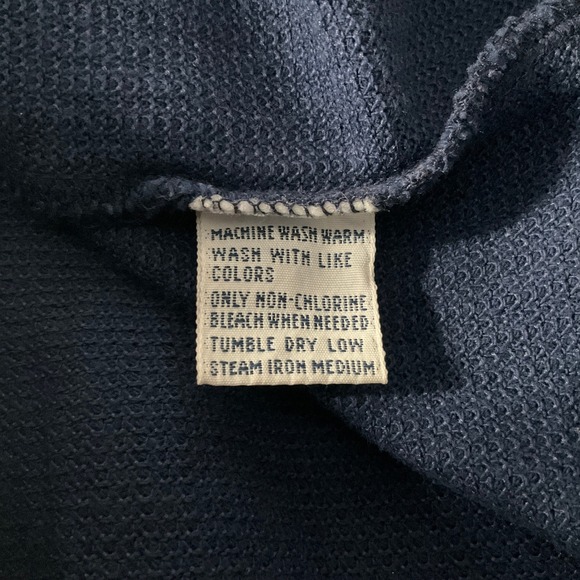 MACHINE WASH WARM
WASH WITH LIKE
COLORS
ONLY NON-CHLORINE
BLEACH WHEN NEEDED
TUMBLE DRY LOW
STEAM IRON MEDIUM